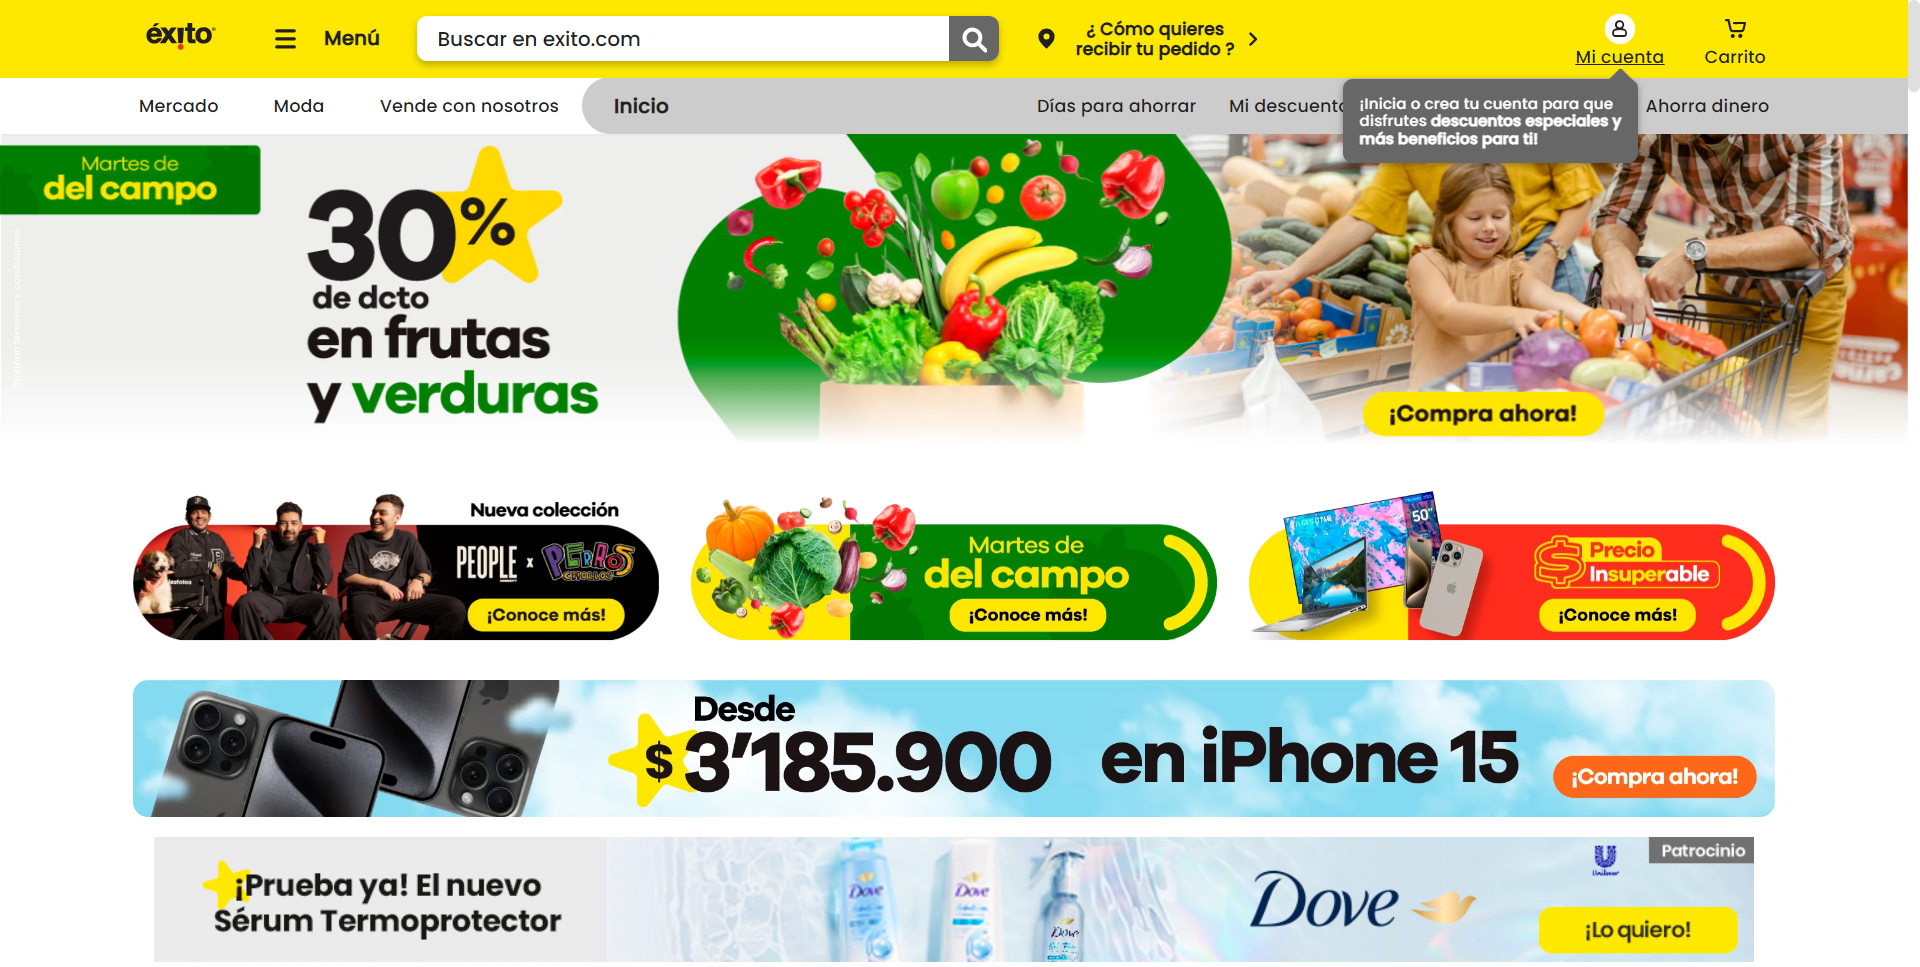 éxito
Menú
Buscar en exito.com
¿ Cómo quieres
recibir tu pedido ?
Mi cuenta
Carrito
Mercado
Moda
Vende con nosotros
Inicio
Días para ahorrar
Mi descuento
Ahorra dinero
¡Inicia o crea tu cuenta para que
disfrutes descuentos especiales y
más beneficios para ti!
Martes de
del campo
30%
de dcto
en frutas
y verduras
*Aplican términos y condiciones.
¡Compra ahora!
Nueva colección
PEOPLE x PERROS
CRIOLLOS
¡Conoce más!
Martes de
del campo
¡Conoce más!
SAMSUNG
50"
Precio
Insuperable
¡Conoce más!
Desde
$ 3'185.900 en iPhone 15
¡Compra ahora!
¡Prueba ya! El nuevo
Sérum Termoprotector
Dove
Dove
Dove
Dove
Unilever
Patrocinio
¡Lo quiero!